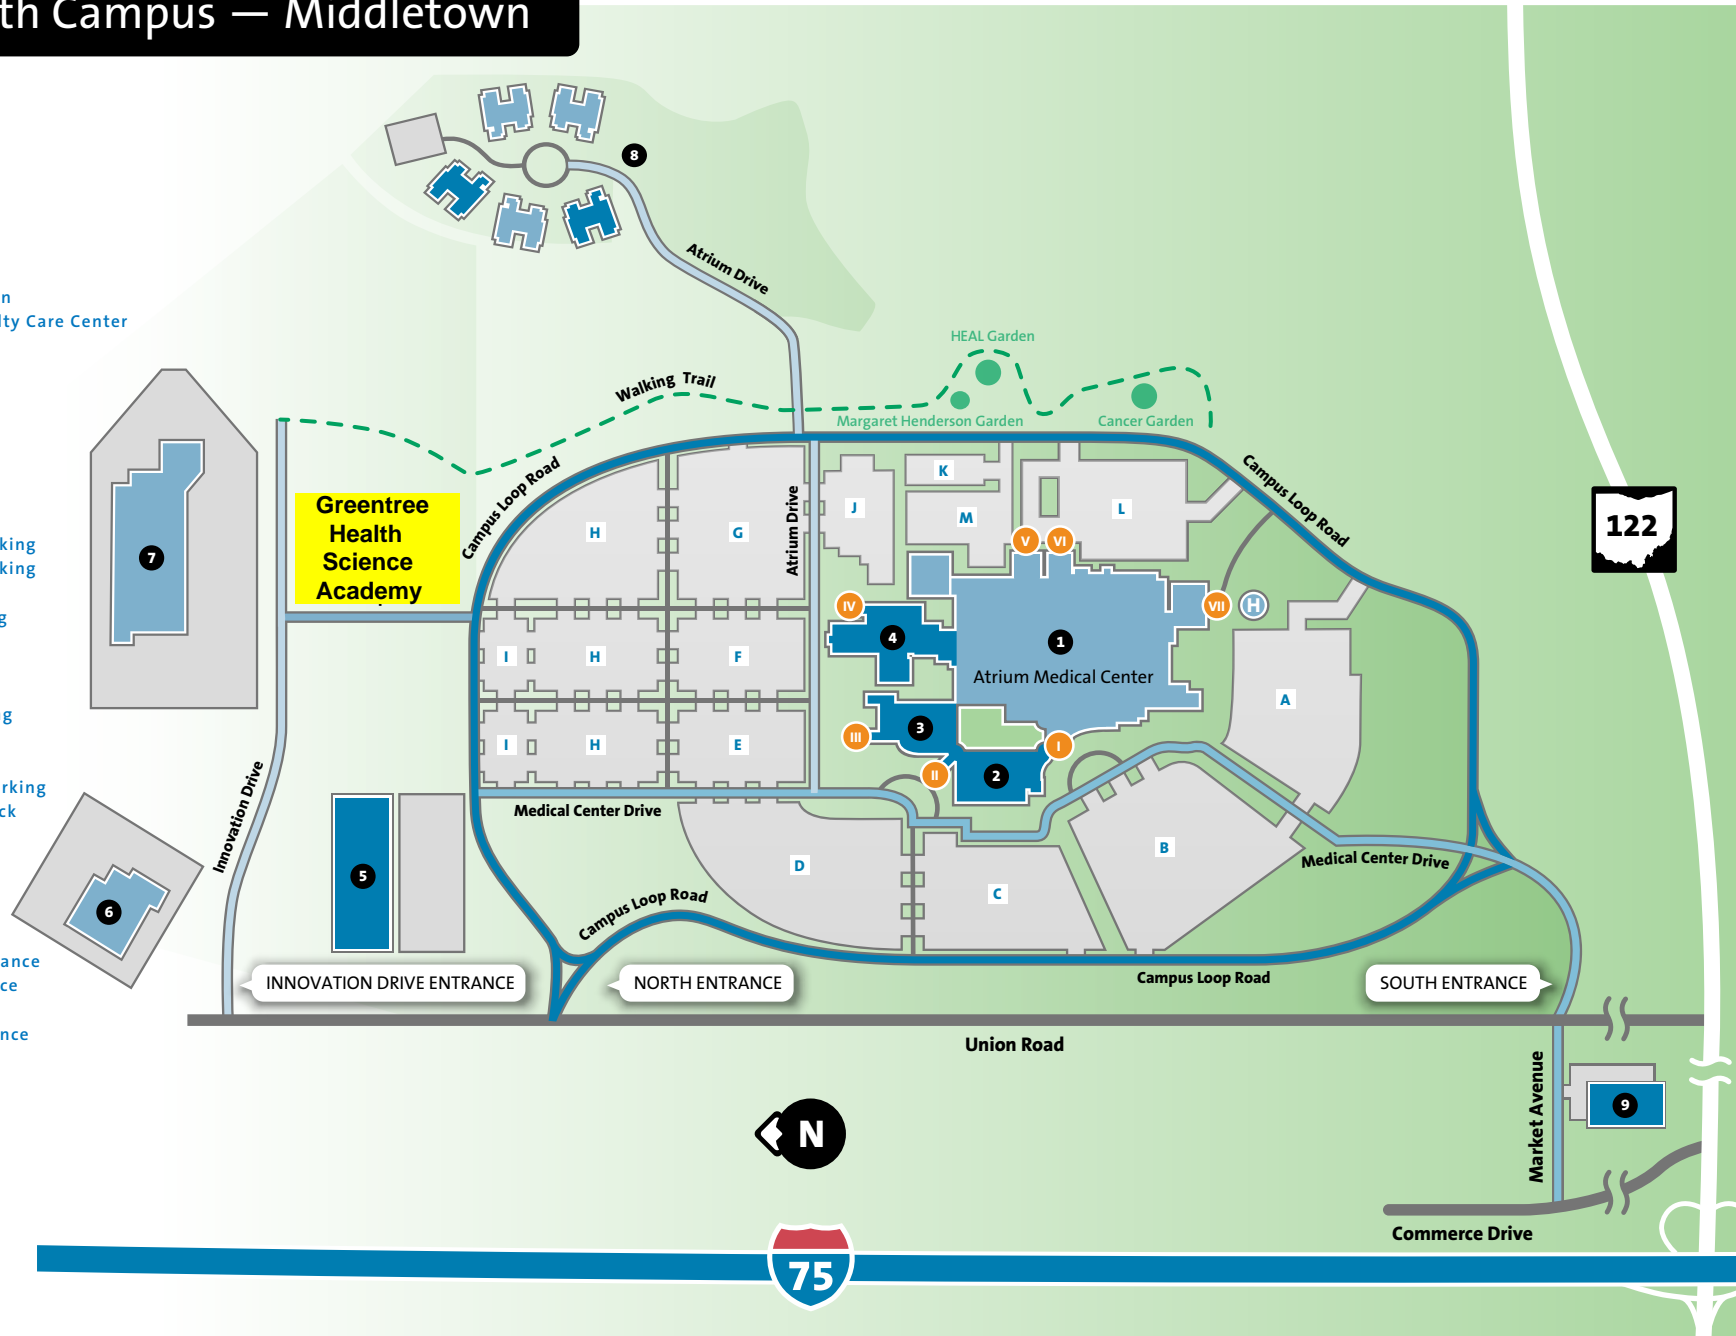 th Campus — Middletown
8
Atrium Drive
n
lty Care Center
HEAL Garden
Walking Trail
Margaret Henderson Garden
Cancer Garden
Campus Loop Road
Campus Loop Road
K
J
M
L
H
G
Atrium Drive
122
Greentree
Health
Science
Academy
7
king
king
g
V
VI
IV
VII
H
4
1
Atrium Medical Center
I
H
F
A
g
3
III
I
H
E
I
II
2
Innovation Drive
rking
ck
Medical Center Drive
B
Medical Center Drive
D
5
C
6
Campus Loop Road
ance
ce
INNOVATION DRIVE ENTRANCE
NORTH ENTRANCE
Campus Loop Road
SOUTH ENTRANCE
nce
Union Road
Market Avenue
9
N
Commerce Drive
75